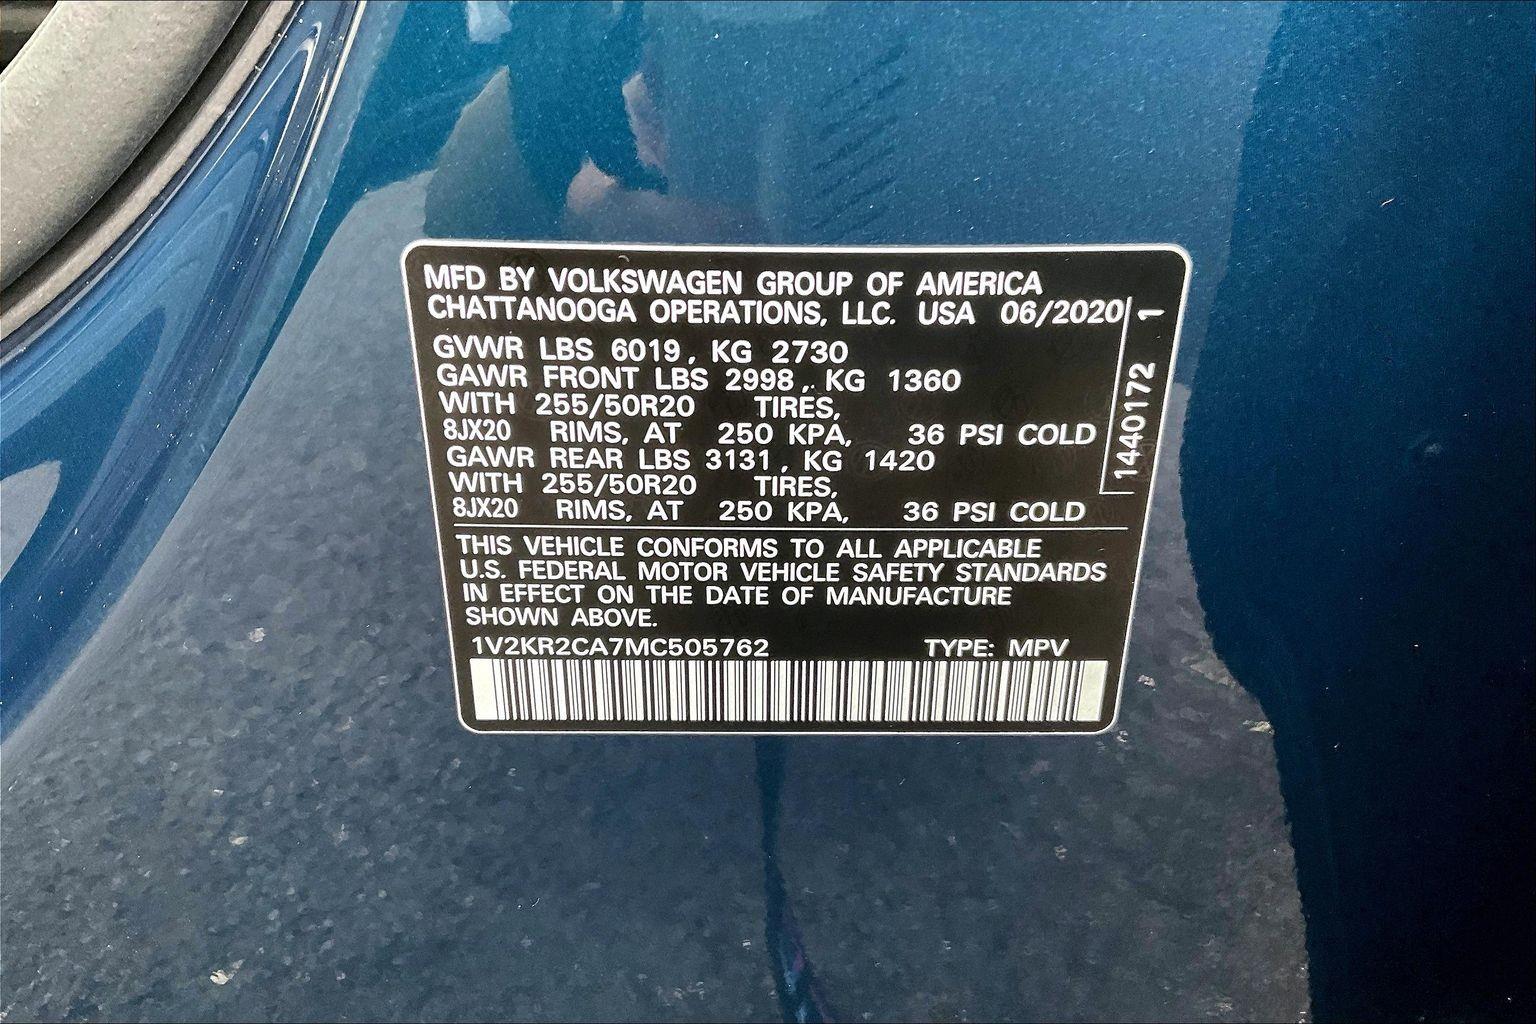 MFD BY VOLKSWAGEN GROUP OF AMERICA
CHATTANOOGA OPERATIONS, LLC. USA 06/2020
GVWR LBS 6019, KG 2730
GAWR FRONT LBS 2998, KG 1360
WITH 255/50R20 TIRES,
8JX20 RIMS, AT 250 KPA, 36 PSI COLD
GAWR REAR LBS 3131, KG 1420
WITH 255/50R20 TIRES,
8JX20 RIMS, AT 250 KPA, 36 PSI COLD
1440172 1
THIS VEHICLE CONFORMS TO ALL APPLICABLE
U.S. FEDERAL MOTOR VEHICLE SAFETY STANDARDS
IN EFFECT ON THE DATE OF MANUFACTURE
SHOWN ABOVE.
1V2KR2CA7MC505762 TYPE: MPV